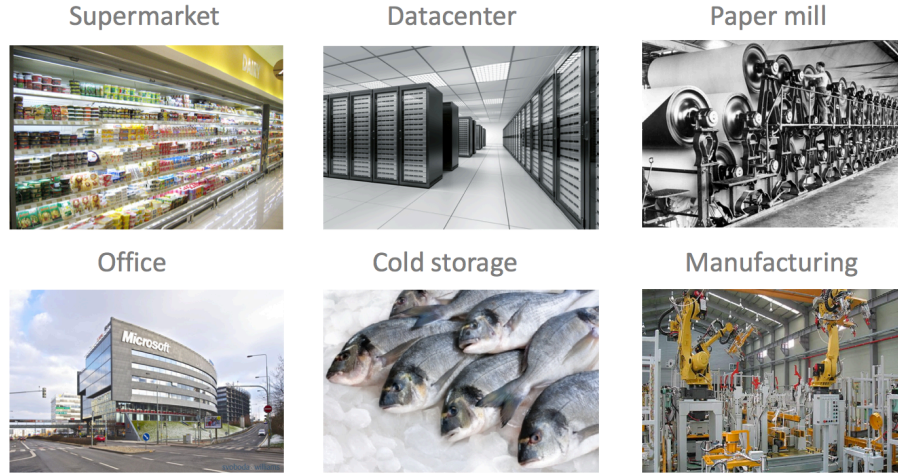 Supermarket
Datacenter
Paper mill
Office
Cold storage
Manufacturing
Microsoft